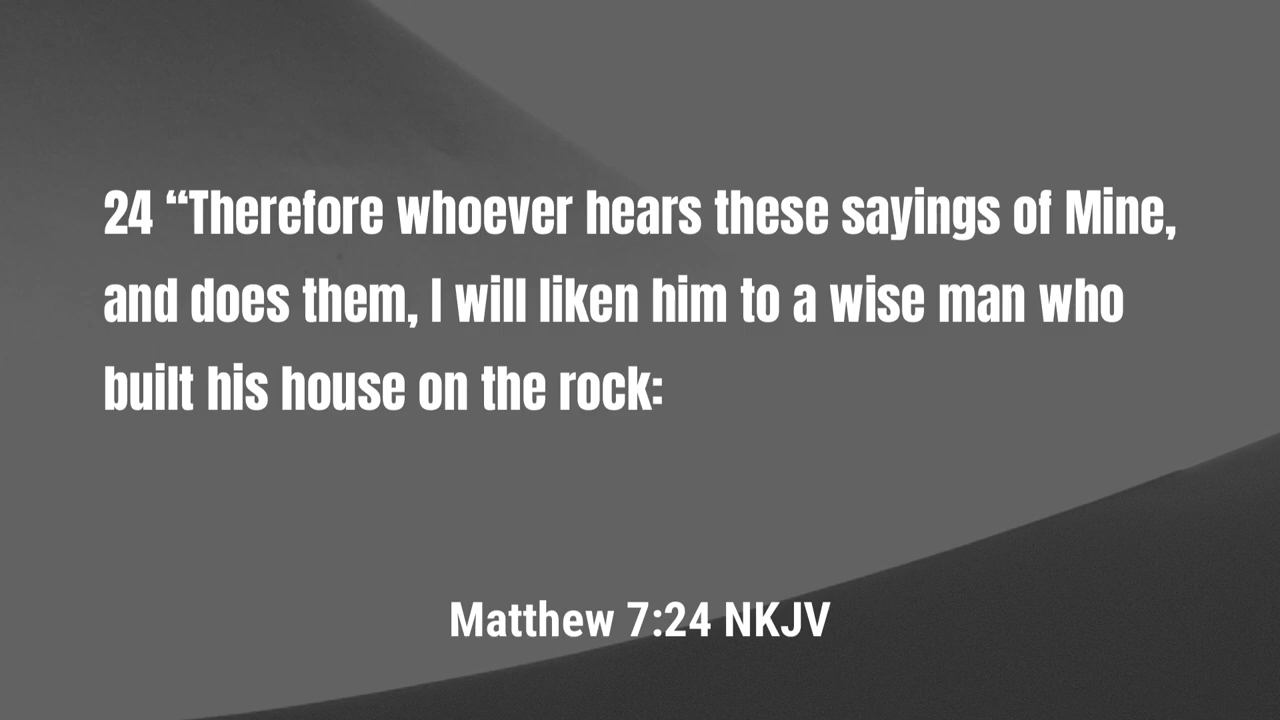 24 “Therefore whoever hears these sayings of Mine,
and does them, I will liken him to a wise man who
built his house on the rock:
Matthew 7:24 NKJV